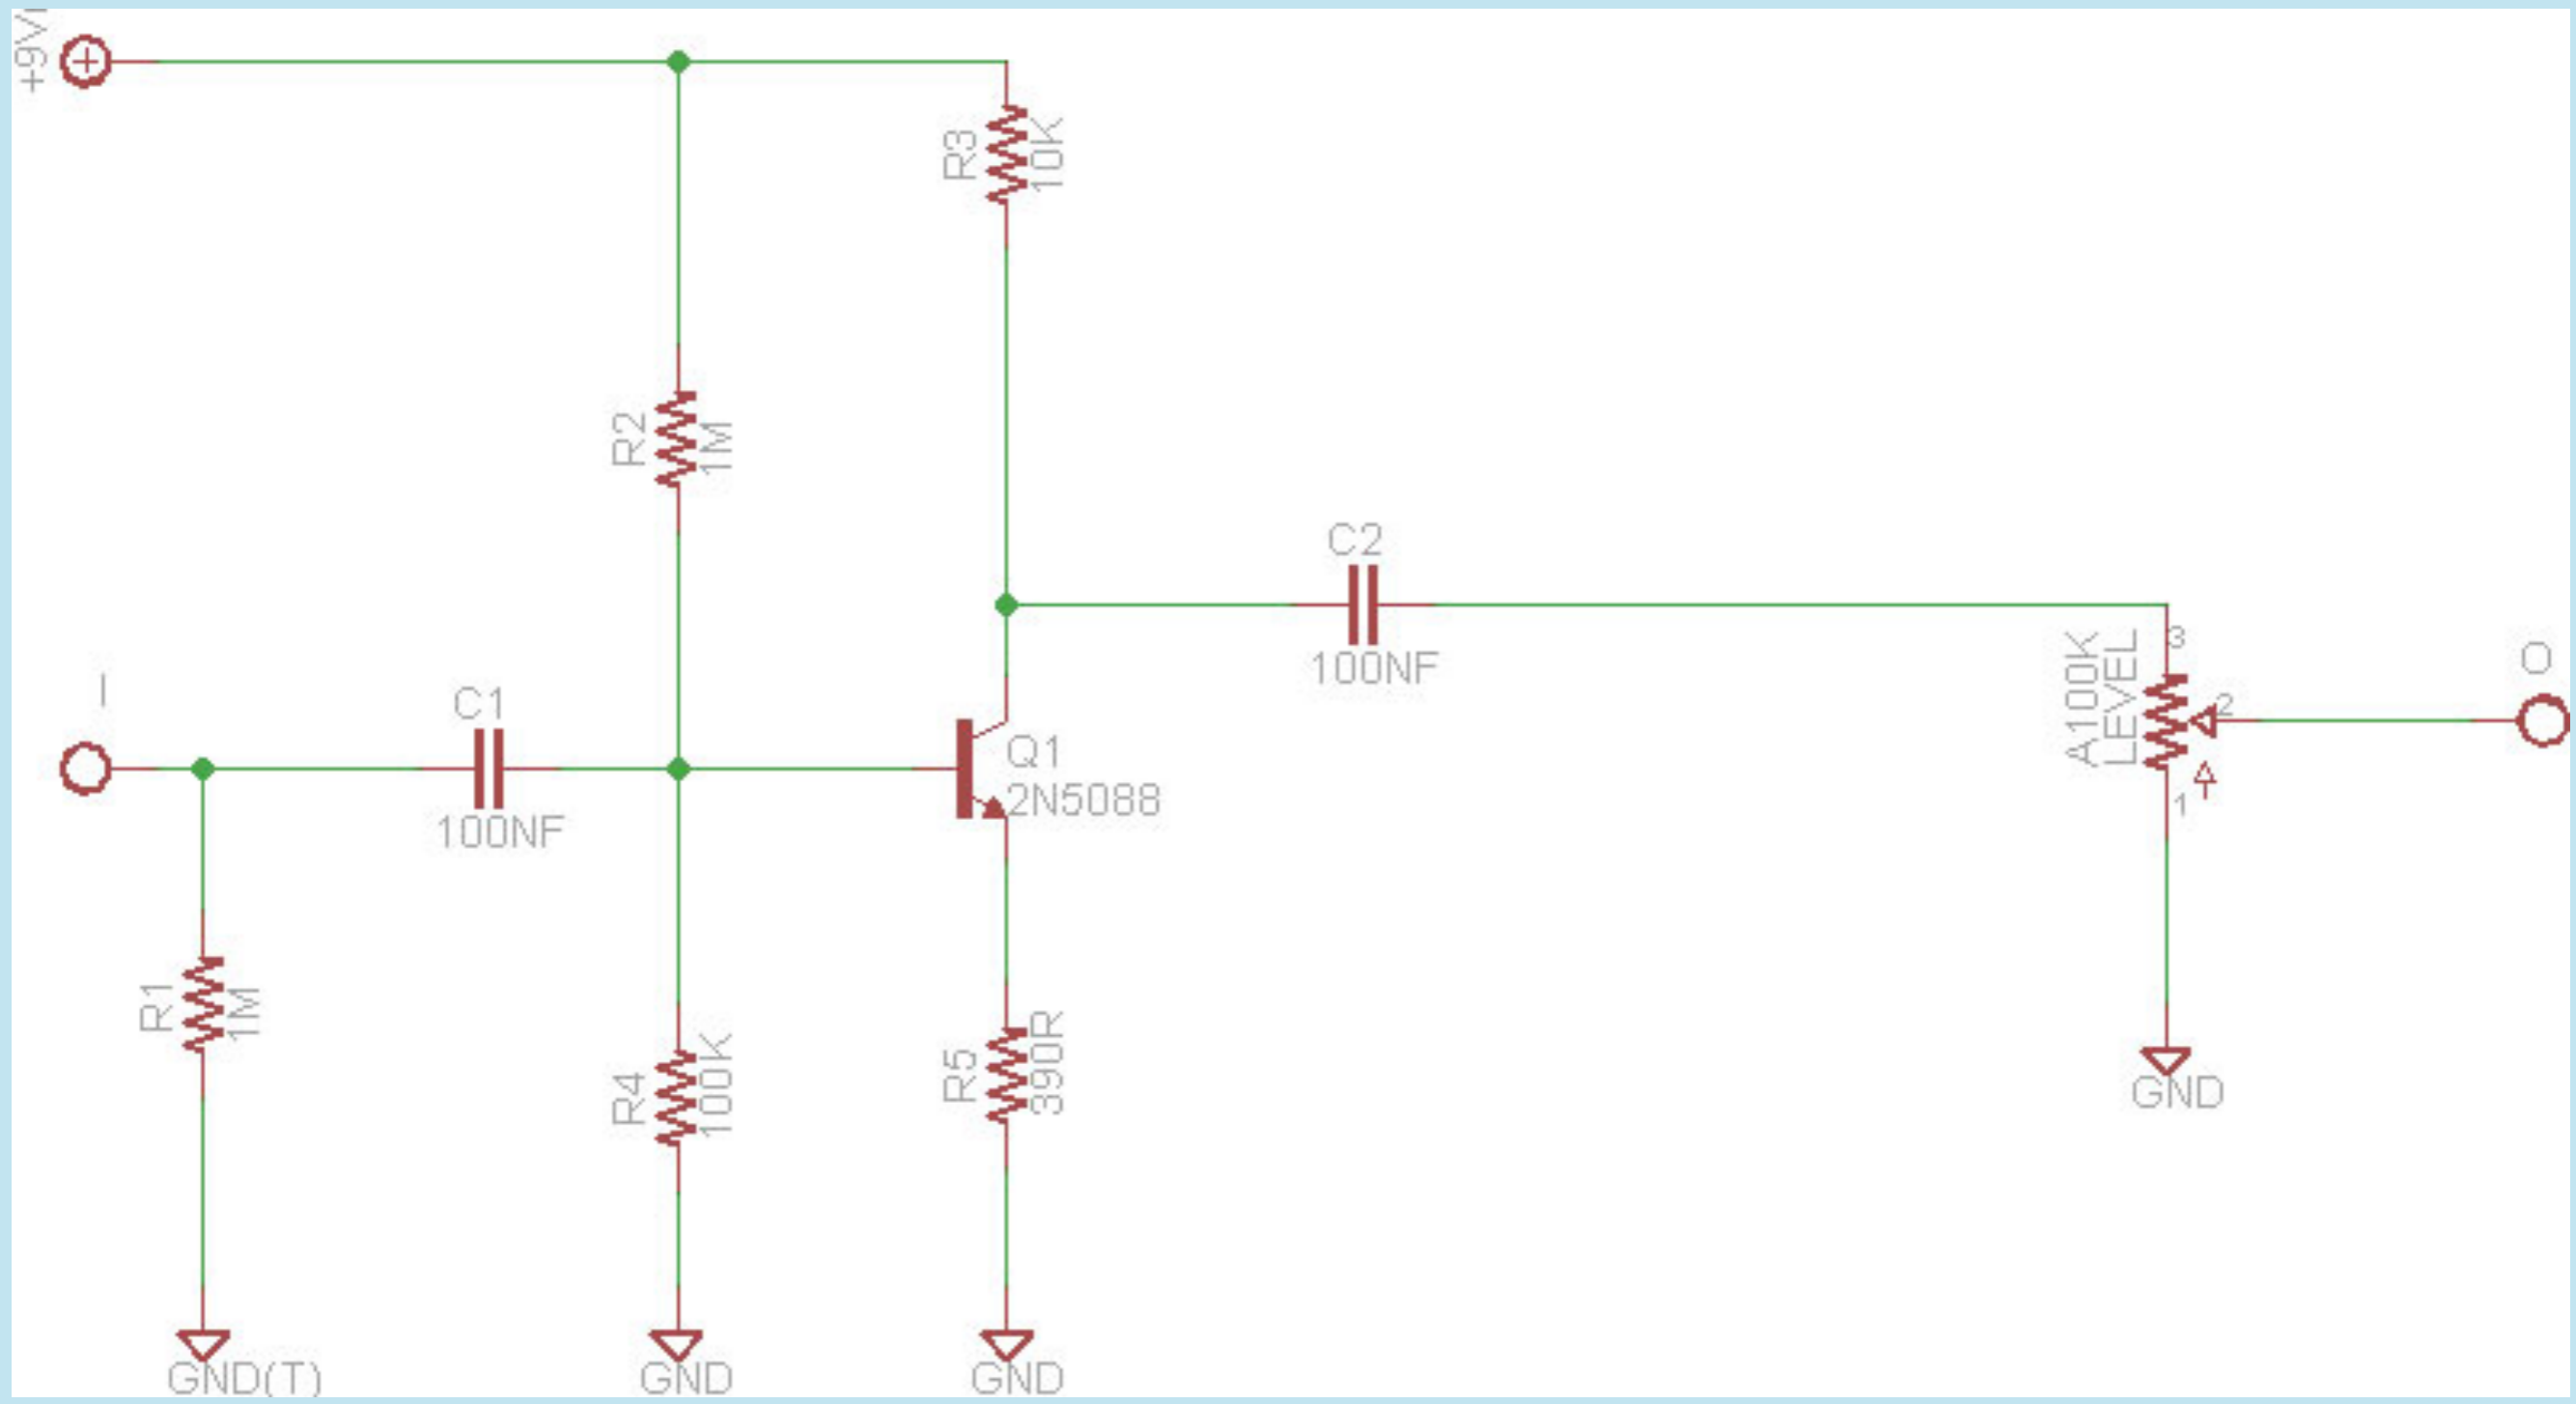 +9V
R3
10K
R2
1M
C2
100NF
I
C1
100NF
Q1
2N5088
A100K
LEVEL
3
2
1
O
R1
1M
R4
100K
R5
390R
GND
GND(T)
GND
GND